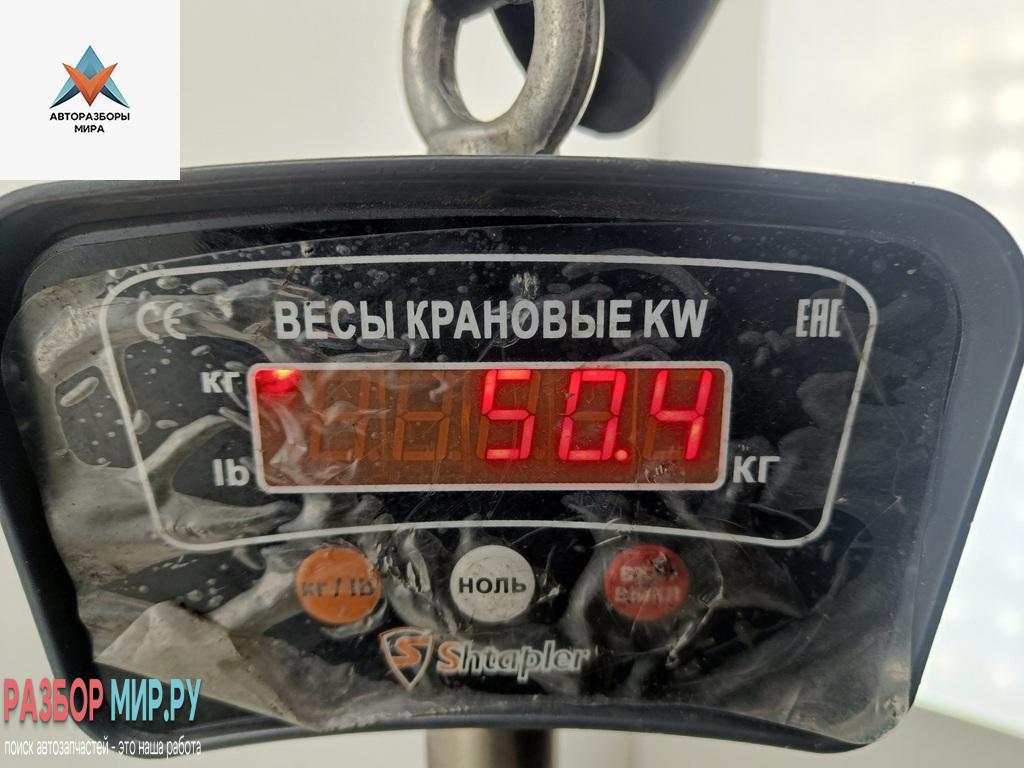 АВТОРАЗБОРЫ
МИРА
CE
ВЕСЫ КРАНОВЫЕ KW
EAC
кг
50.4
lb
КГ
кг / lb
НОЛЬ
ВЫКЛ
S Shtapler
РАЗБОР МИР.РУ
поиск автозапчастей - это наша работа